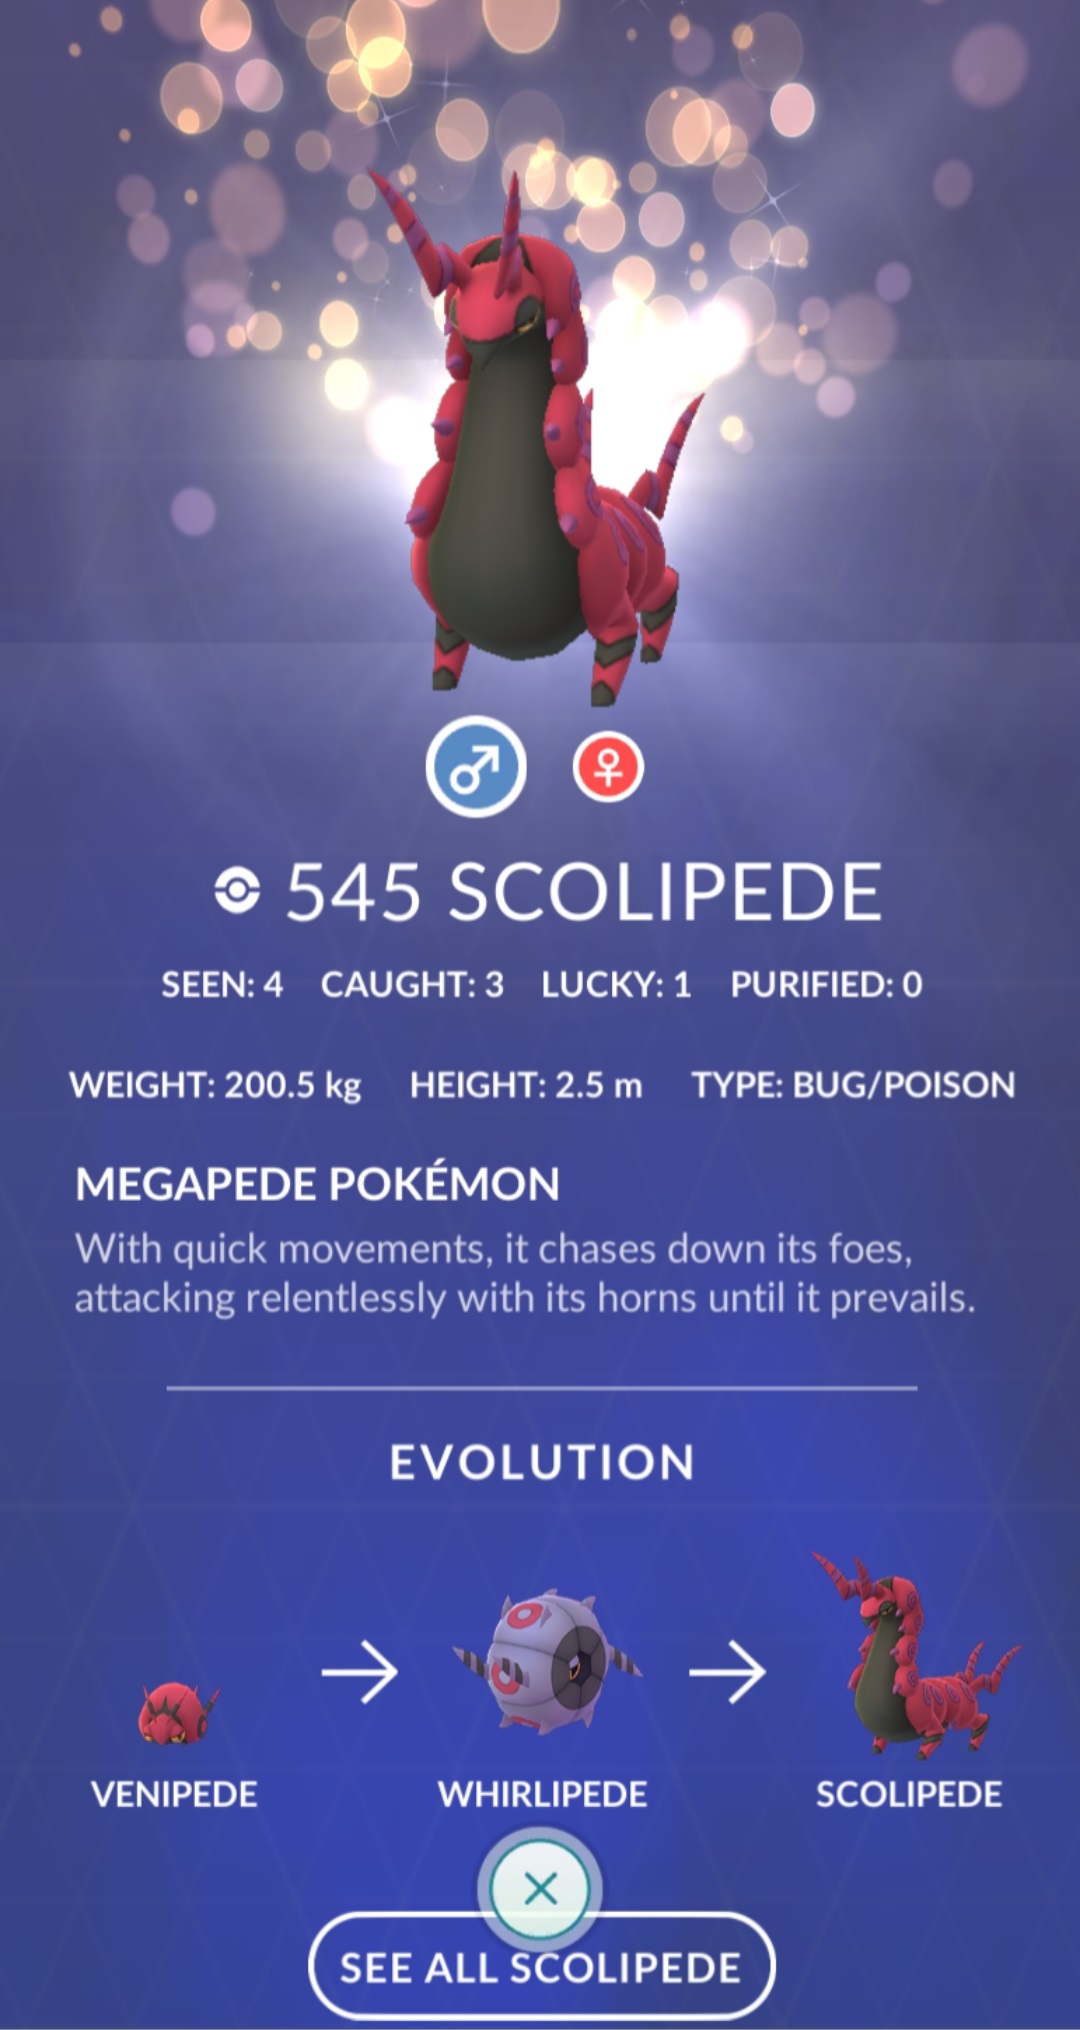 545 SCOLIPEDE
SEEN: 4 CAUGHT: 3 LUCKY: 1 PURIFIED: 0
WEIGHT: 200.5 kg HEIGHT: 2.5 m TYPE: BUG/POISON
MEGAPEDE POKÉMON
With quick movements, it chases down its foes,
attacking relentlessly with its horns until it prevails.
EVOLUTION
VENIPEDE WHIRLIPEDE SCOLIPEDE
SEE ALL SCOLIPEDE